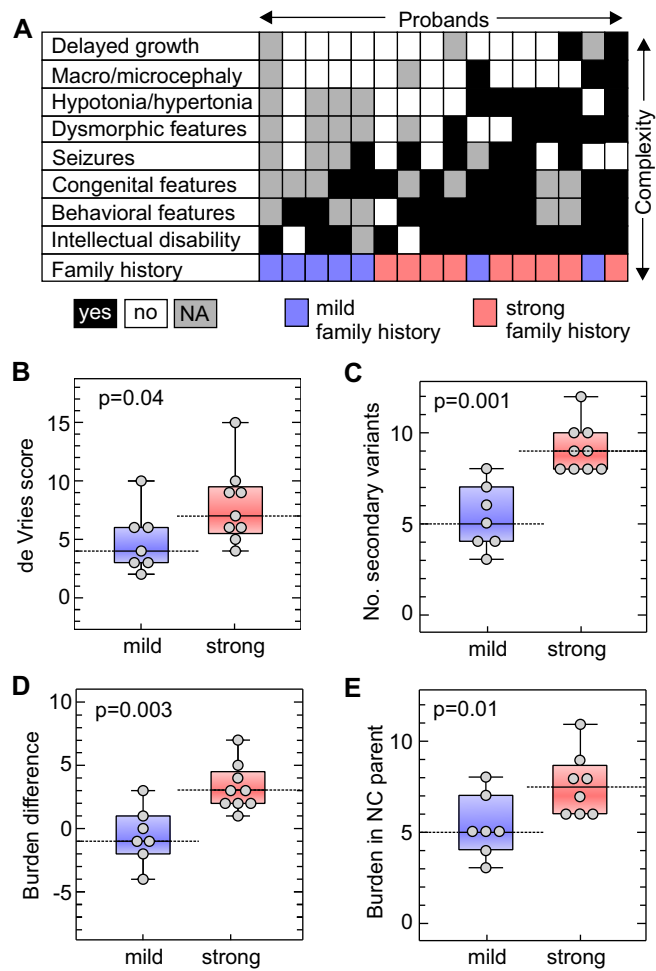 Probands
A
Delayed growth
Macro/microcephaly
Hypotonia/hypertonia
Dysmorphic features
Seizures
Congenital features
Behavioral features
Intellectual disability
Family history
Complexity
yes no NA
mild
family history
strong
family history
B
p=0.04
de Vries score
15
10
5
0
mild strong
C
p=0.001
No. secondary variants
10
5
0
mild strong
D
p=0.003
Burden difference
10
5
0
-5
mild strong
E
p=0.01
Burden in NC parent
10
5
0
mild strong